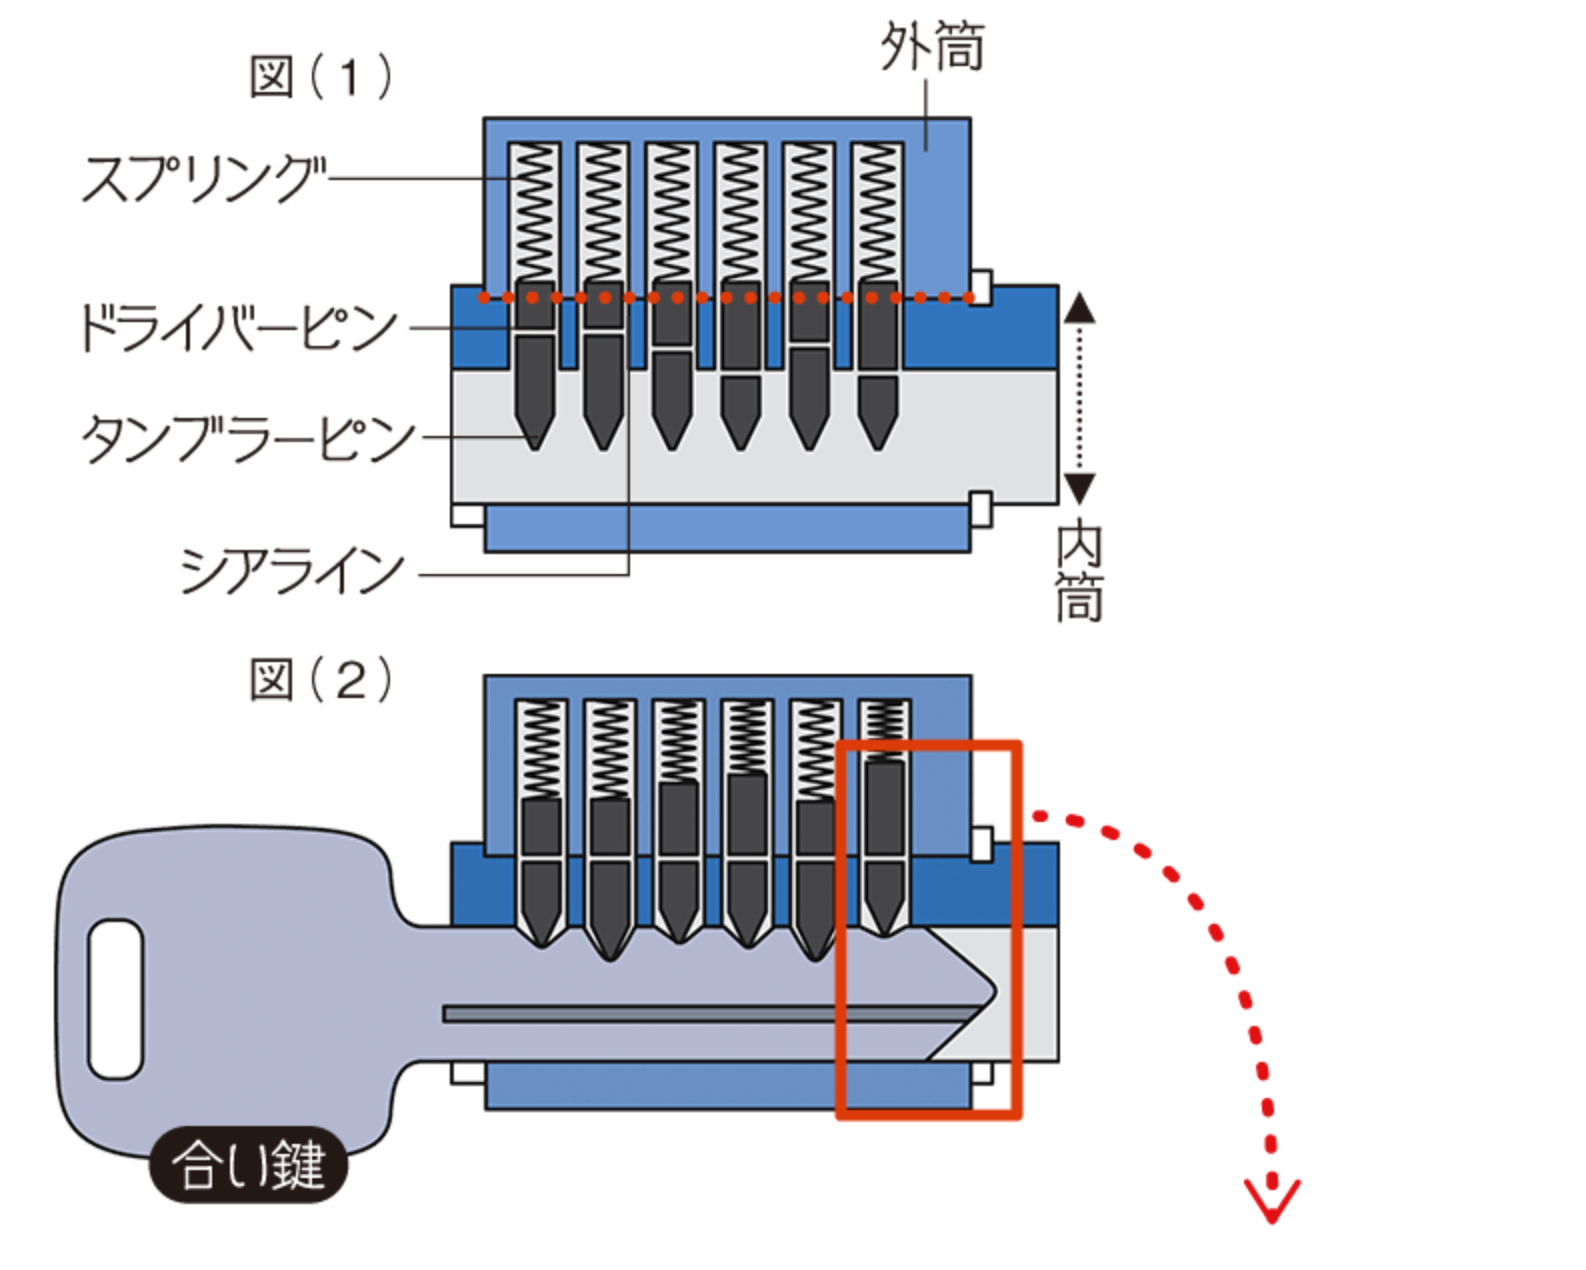 図(1)
外筒
スプリング
ドライバーピン
タンブラーピン
シアライン
内筒
図(2)
合い鍵